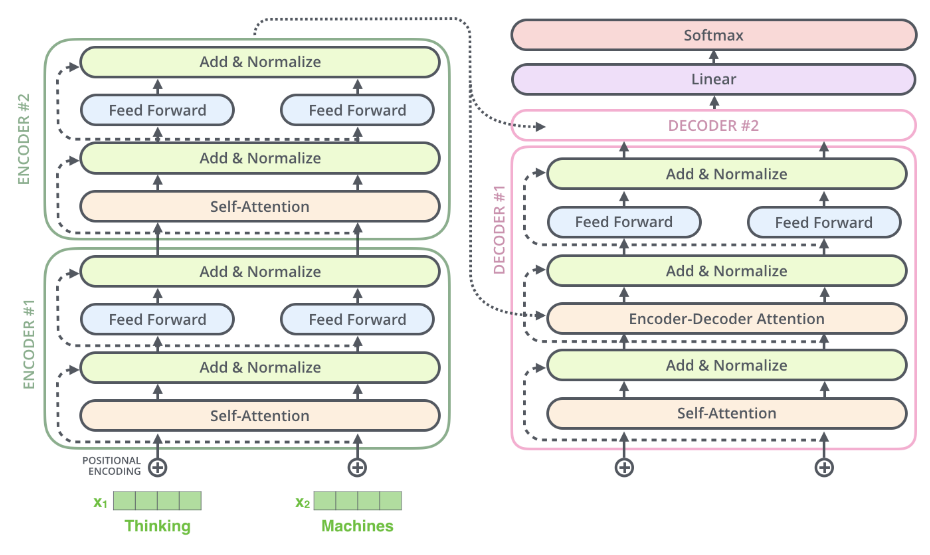 ENCODER #2
Add & Normalize
Feed Forward
Feed Forward
Add & Normalize
Self-Attention
ENCODER #1
Add & Normalize
Feed Forward
Feed Forward
Add & Normalize
Self-Attention
POSITIONAL
ENCODING
x₁
x₂
Thinking
Machines
Softmax
Linear
DECODER #2
DECODER #1
Add & Normalize
Feed Forward
Feed Forward
Add & Normalize
Encoder-Decoder Attention
Add & Normalize
Self-Attention